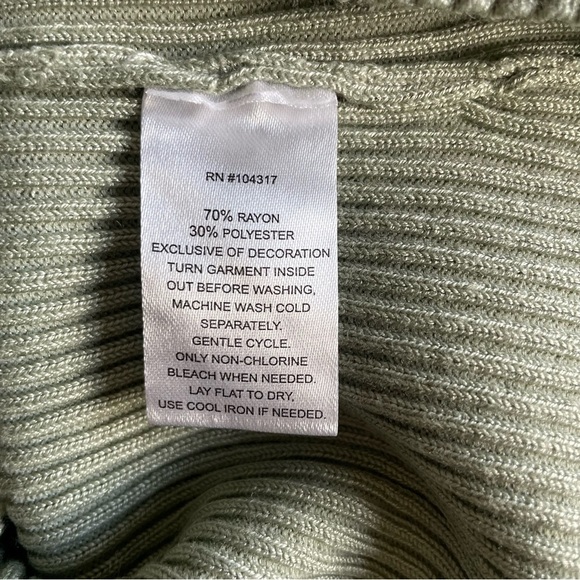 RN #104317
70% RAYON
30% POLYESTER
EXCLUSIVE OF DECORATION
TURN GARMENT INSIDE
OUT BEFORE WASHING,
MACHINE WASH COLD
SEPARATELY.
GENTLE CYCLE.
ONLY NON-CHLORINE
BLEACH WHEN NEEDED.
LAY FLAT TO DRY.
USE COOL IRON IF NEEDED.